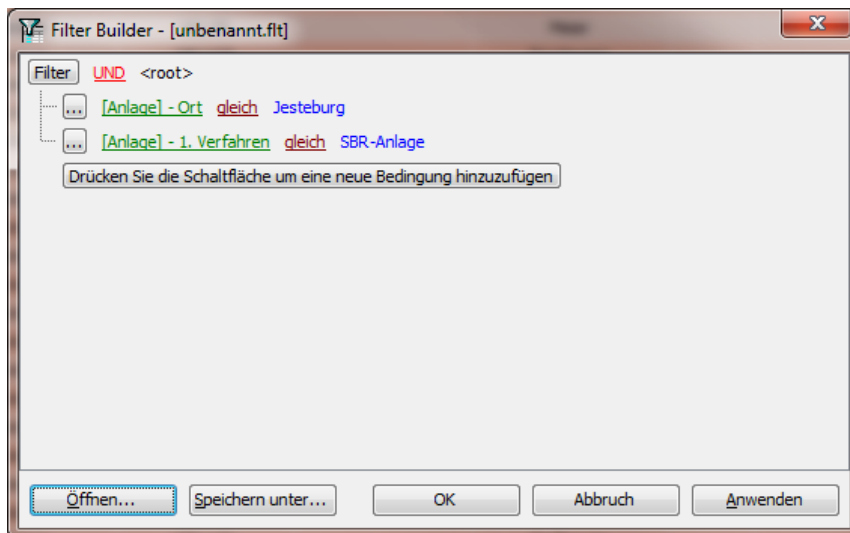 Filter Builder - [unbenannt.flt]
Filter UND <root>
... [Anlage] - Ort gleich Jesteburg
... [Anlage] - 1. Verfahren gleich SBR-Anlage
Drücken Sie die Schaltfläche um eine neue Bedingung hinzuzufügen
Öffnen... Speichern unter... OK Abbruch Anwenden